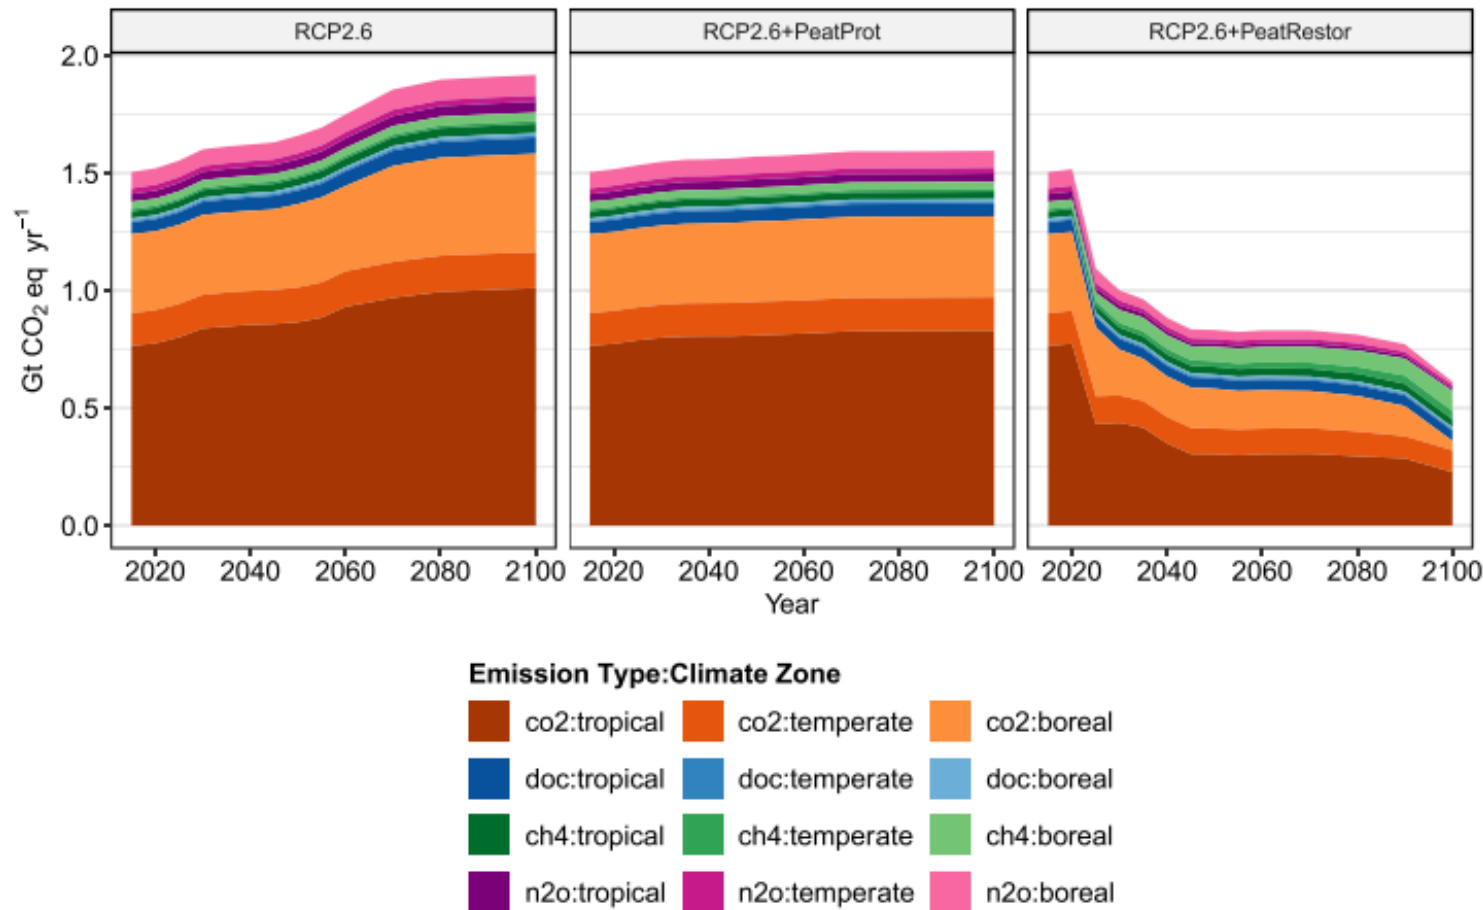 RCP2.6 RCP2.6+PeatProt RCP2.6+PeatRestor
2.0
1.5
1.0
0.5
0.0
Gt CO₂ eq yr⁻¹
2020 2040 2060 2080 2100 2020 2040 2060 2080 2100 2020 2040 2060 2080 2100
Year
Emission Type:Climate Zone
co2:tropical co2:temperate co2:boreal
doc:tropical doc:temperate doc:boreal
ch4:tropical ch4:temperate ch4:boreal
n2o:tropical n2o:temperate n2o:boreal